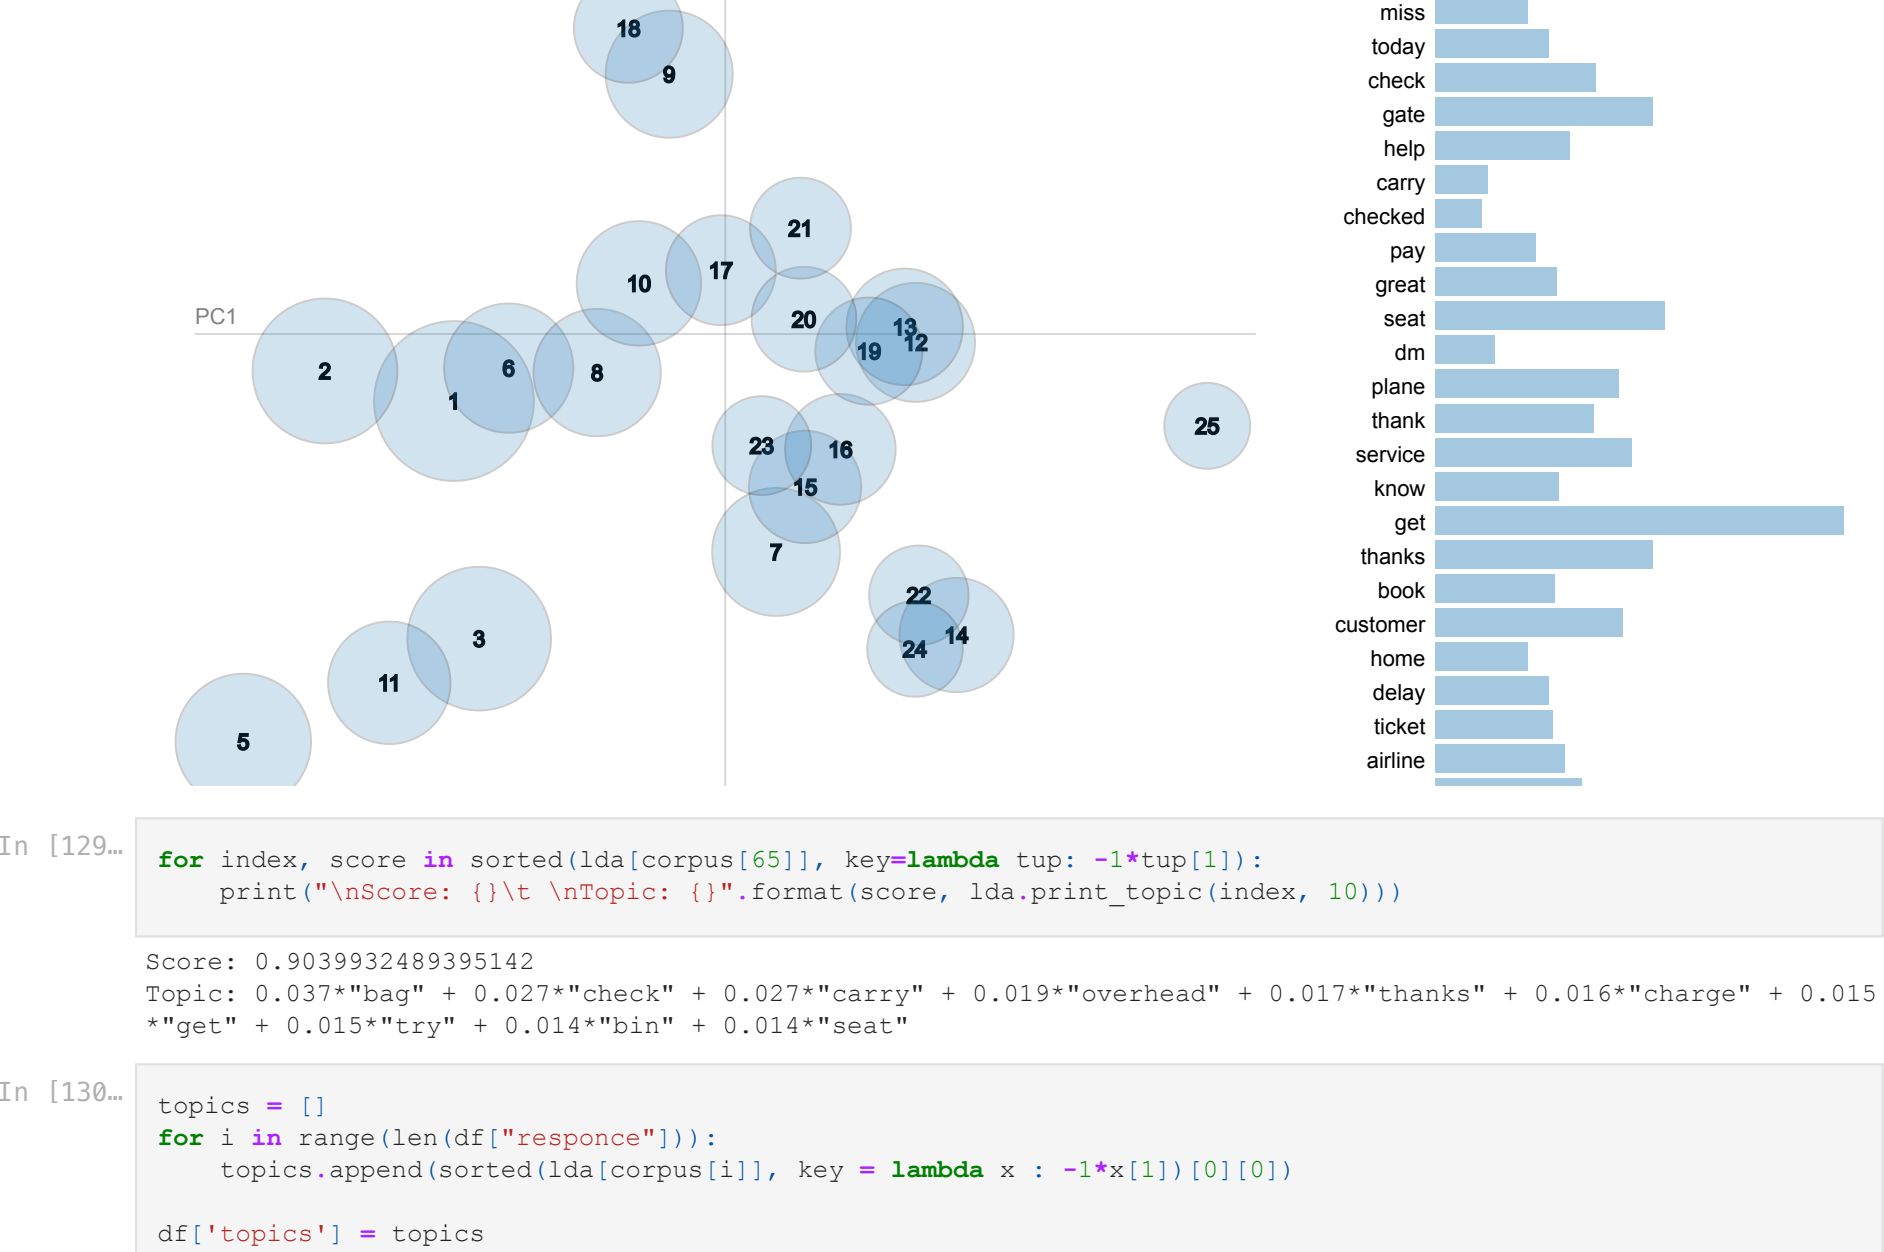 18
9
21
17
10
20
13
12
19
PC1
2
6
8
1
25
23
16
15
7
22
14
24
3
11
5
miss
today
check
gate
help
carry
checked
pay
great
seat
dm
plane
thank
service
know
get
thanks
book
customer
home
delay
ticket
airline
In [129…
for index, score in sorted(lda[corpus[65]], key=lambda tup: -1*tup[1]):
    print("\nScore: {}\t \nTopic: {}".format(score, lda.print_topic(index, 10)))
Score: 0.9039932489395142
Topic: 0.037*"bag" + 0.027*"check" + 0.027*"carry" + 0.019*"overhead" + 0.017*"thanks" + 0.016*"charge" + 0.015
*"get" + 0.015*"try" + 0.014*"bin" + 0.014*"seat"
In [130…
topics = []
for i in range(len(df["responce"])):
    topics.append(sorted(lda[corpus[i]], key = lambda x : -1*x[1])[0][0])
df['topics'] = topics